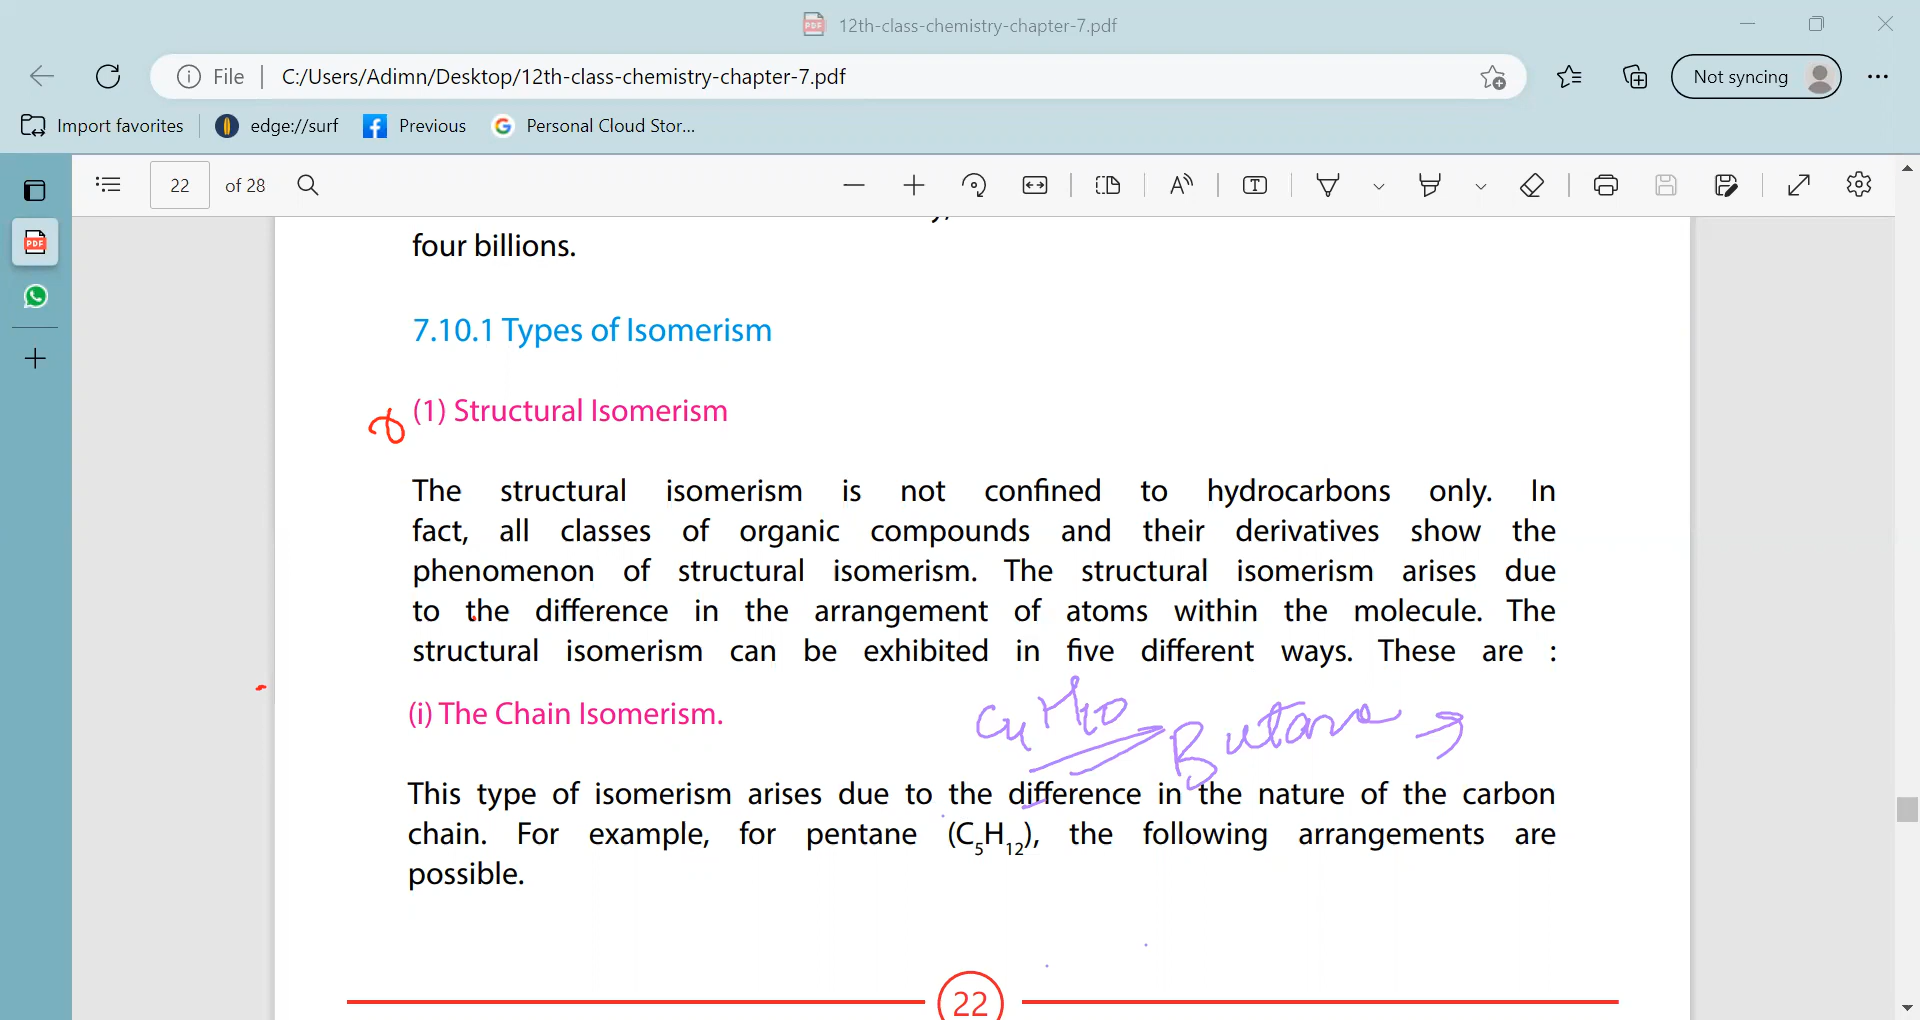 12th-class-chemistry-chapter-7.pdf
File C:/Users/Adimn/Desktop/12th-class-chemistry-chapter-7.pdf Not syncing
Import favorites edge://surf Previous Personal Cloud Stor...
22 of 28
four billions.
7.10.1 Types of Isomerism
(1) Structural Isomerism
The structural isomerism is not confined to hydrocarbons only. In
fact, all classes of organic compounds and their derivatives show the
phenomenon of structural isomerism. The structural isomerism arises due
to the difference in the arrangement of atoms within the molecule. The
structural isomerism can be exhibited in five different ways. These are :
(i) The Chain Isomerism.
C4H10 Butane
This type of isomerism arises due to the difference in the nature of the carbon
chain. For example, for pentane (C5H12), the following arrangements are
possible.
22